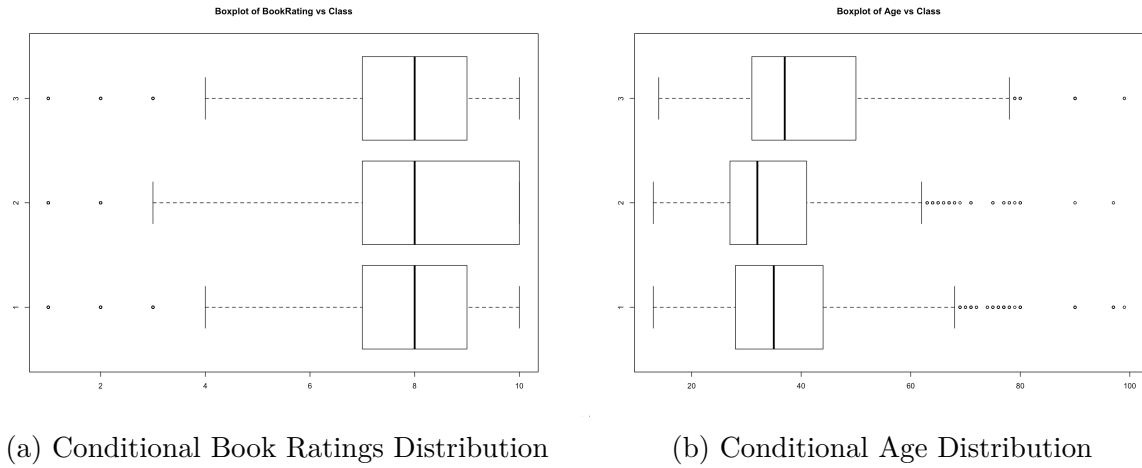 Boxplot of BookRating vs Class
3
2
1
2 4 6 8 10
(a) Conditional Book Ratings Distribution
Boxplot of Age vs Class
3
2
1
20 40 60 80 100
(b) Conditional Age Distribution